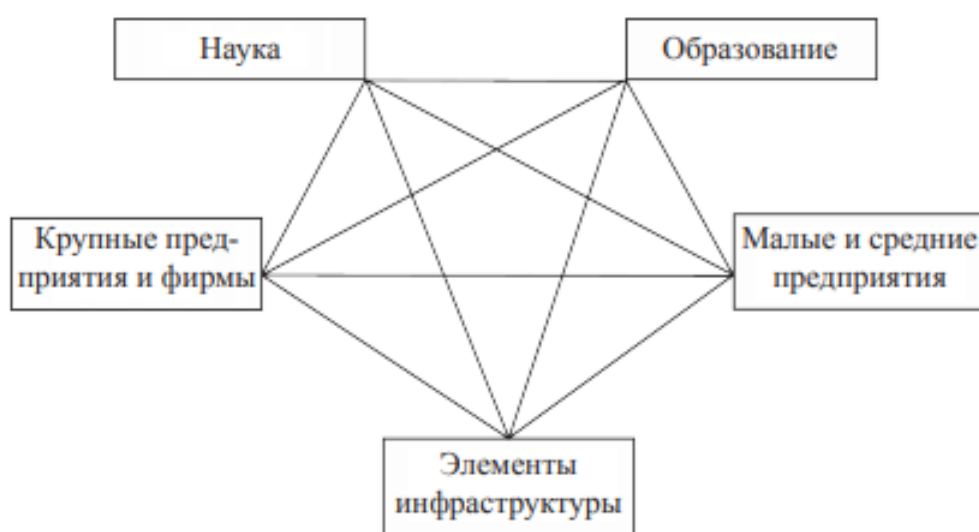 Наука
Образование
Крупные пред-
приятия и фирмы
Малые и средние
предприятия
Элементы
инфраструктуры